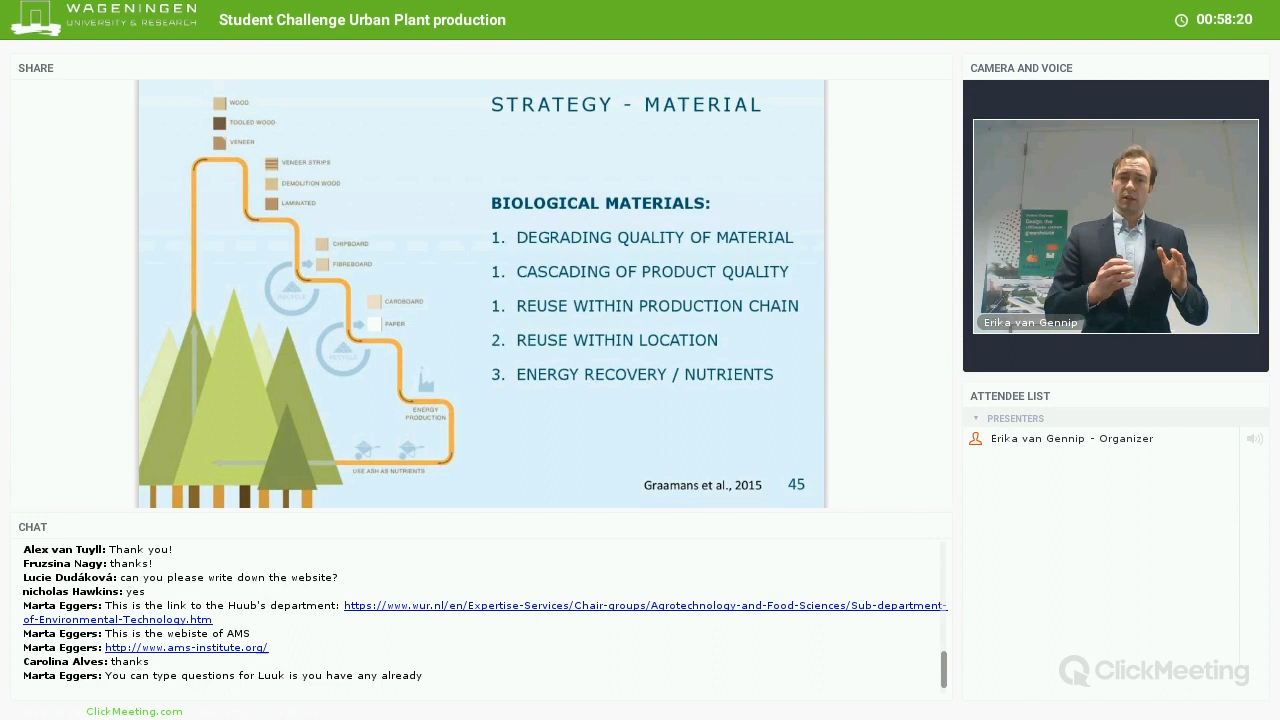 WAGENINGEN
UNIVERSITY & RESEARCH
Student Challenge Urban Plant production
00:58:20
SHARE
WOOD
TOOLED WOOD
VENEER
VENEER STRIPS
DEMOLITION WOOD
LAMINATED
CHIPBOARD
FIBREBOARD
RECYCLE
CARDBOARD
PAPER
RECYCLE
ENERGY
PRODUCTION
USE ASH AS NUTRIENTS
STRATEGY - MATERIAL
BIOLOGICAL MATERIALS:
1. DEGRADING QUALITY OF MATERIAL
1. CASCADING OF PRODUCT QUALITY
1. REUSE WITHIN PRODUCTION CHAIN
2. REUSE WITHIN LOCATION
3. ENERGY RECOVERY / NUTRIENTS
Graamans et al., 2015 45
CAMERA AND VOICE
Design the
ultimate urban
greenhouse
Erika van Gennip
ATTENDEE LIST
PRESENTERS
Erika van Gennip - Organizer
CHAT
Alex van Tuyll: Thank you!
Fruzsina Nagy: thanks!
Lucie Dudáková: can you please write down the website?
nicholas Hawkins: yes
Marta Eggers: This is the link to the Huub's department: https://www.wur.nl/en/Expertise-Services/Chair-groups/Agrotechnology-and-Food-Sciences/Sub-department-
of-Environmental-Technology.htm
Marta Eggers: This is the webiste of AMS
Marta Eggers: http://www.ams-institute.org/
Carolina Alves: thanks
Marta Eggers: You can type questions for Luuk is you have any already
ClickMeeting
ClickMeeting.com